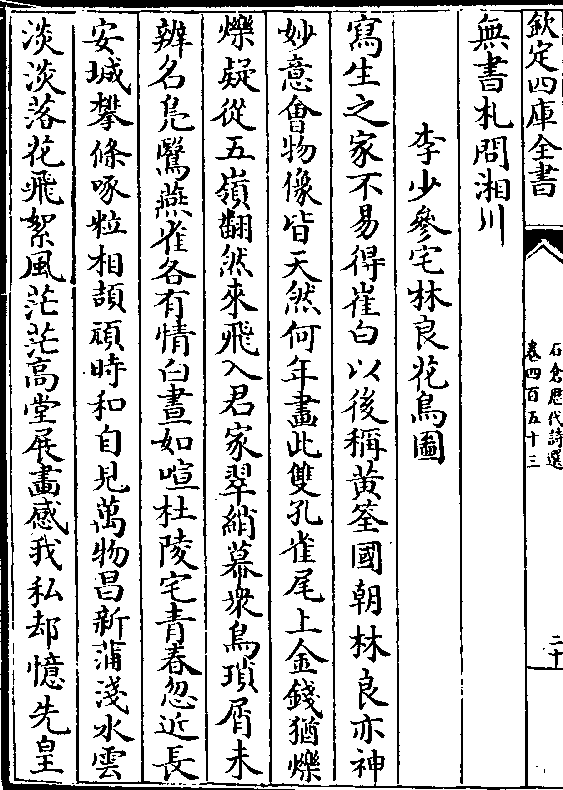 欽定四庫全書
石倉歷代詩選
卷四百五十三
二十
無書札問湘川
李少參宅林良花鳥圖
寫生之家不易得崔白以後稱黄筌國朝林良亦神
妙意會物像皆天然何年畫此雙孔雀尾上金錢猶爍
爍疑從五嶺翻然來飛入君家翠綃幕衆鳥瑣屑未
辨名鳬鷖燕雀各有情白晝如喧杜陵宅青春忽近長
安城攀條啄粒相頡頏時和自見萬物昌新蒲淺水雲
淡淡落花飛絮風茫茫高堂展畫感我私却憶先皇